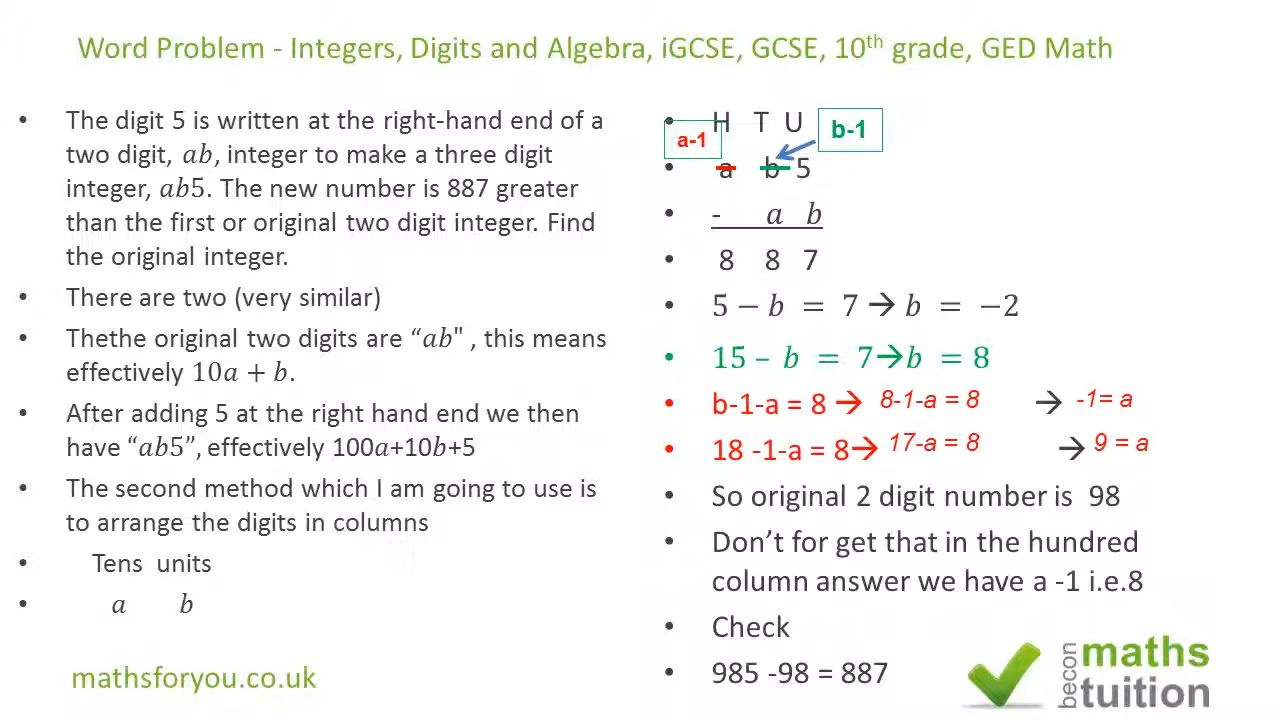 Word Problem - Integers, Digits and Algebra, iGCSE, GCSE, 10th grade, GED Math
• The digit 5 is written at the right-hand end of a
two digit, ab, integer to make a three digit
integer, ab5. The new number is 887 greater
than the first or original two digit integer. Find
the original integer.
• There are two (very similar)
• Thethe original two digits are “ab" , this means
effectively 10a + b.
• After adding 5 at the right hand end we then
have “ab5”, effectively 100a+10b+5
• The second method which I am going to use is
to arrange the digits in columns
• Tens units
• a b
mathsforyou.co.uk
• H T U
a-1
b-1
• a b 5
• - a b
• 8 8 7
• 5 − b = 7 → b = −2
• 15 – b = 7→b = 8
• b-1-a = 8 → 8-1-a = 8 → -1= a
• 18 -1-a = 8→ 17-a = 8 → 9 = a
• So original 2 digit number is 98
• Don’t for get that in the hundred
column answer we have a -1 i.e.8
• Check
• 985 -98 = 887
becon
maths
tuition